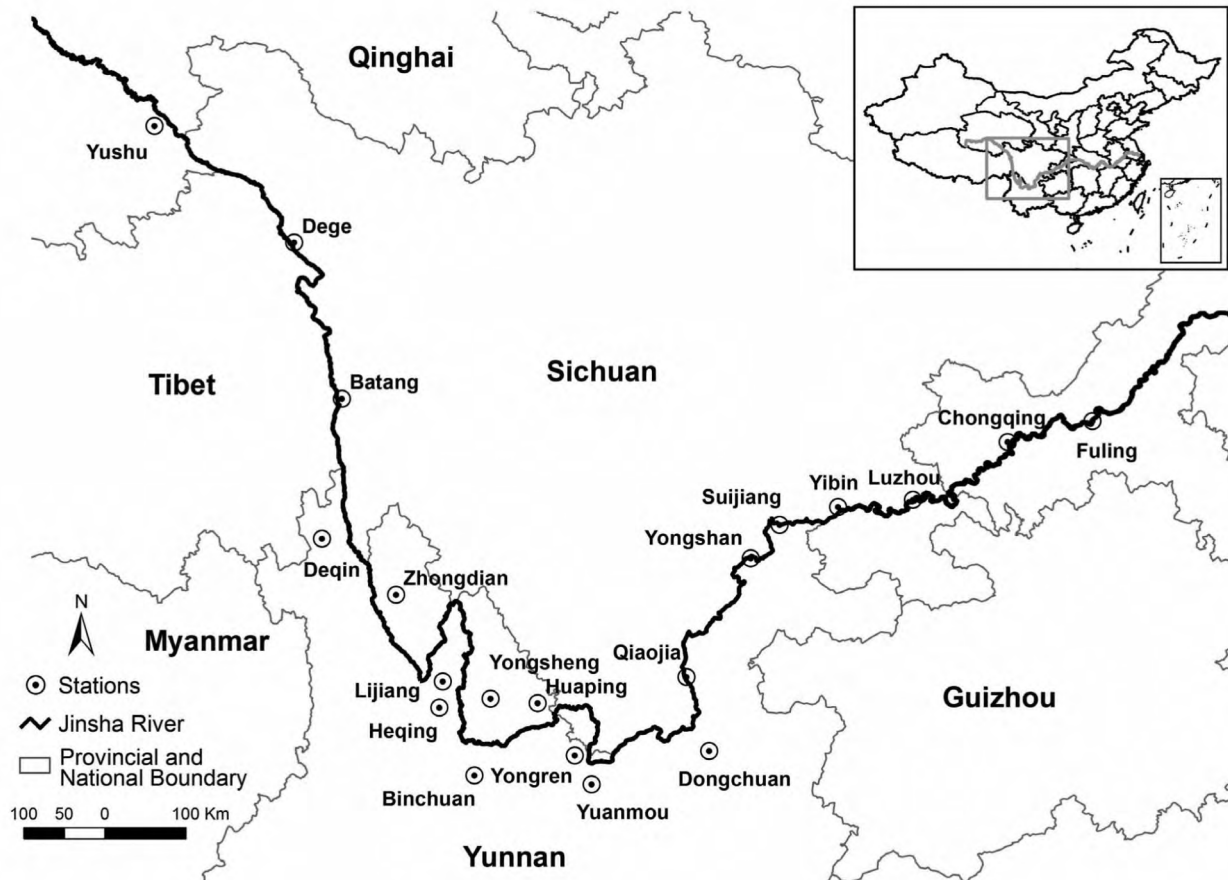 Qinghai
Yushu
Dege
Tibet
Batang
Sichuan
Chongqing
Fuling
Luzhou
Yibin
Suijiang
Yongshan
Deqin
Zhongdian
N
Myanmar
Stations
Jinsha River
Provincial and
National Boundary
100 50 0 100 Km
Lijiang
Heqing
Yongsheng
Huaping
Qiaojia
Guizhou
Binchuan
Yongren
Yuanmou
Dongchuan
Yunnan